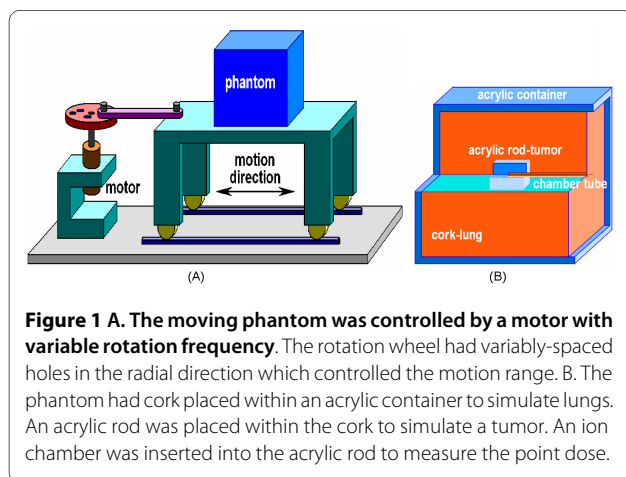 phantom
motion
direction
motor
(A)
acrylic container
acrylic rod-tumor
chamber tube
cork-lung
(B)
Figure 1 A. The moving phantom was controlled by a motor with
variable rotation frequency. The rotation wheel had variably-spaced
holes in the radial direction which controlled the motion range. B. The
phantom had cork placed within an acrylic container to simulate lungs.
An acrylic rod was placed within the cork to simulate a tumor. An ion
chamber was inserted into the acrylic rod to measure the point dose.